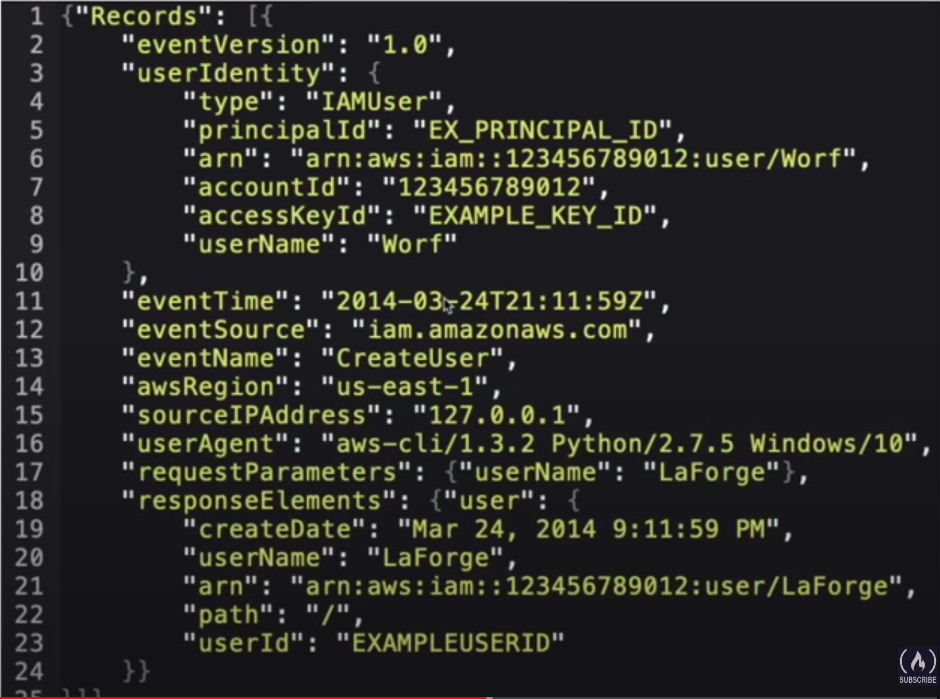 1 {"Records": [{
2 "eventVersion": "1.0",
3 "userIdentity": {
4 "type": "IAMUser",
5 "principalId": "EX_PRINCIPAL_ID",
6 "arn": "arn:aws:iam::123456789012:user/Worf",
7 "accountId": "123456789012",
8 "accessKeyId": "EXAMPLE_KEY_ID",
9 "userName": "Worf"
10 },
11 "eventTime": "2014-03-24T21:11:59Z",
12 "eventSource": "iam.amazonaws.com",
13 "eventName": "CreateUser",
14 "awsRegion": "us-east-1",
15 "sourceIPAddress": "127.0.0.1",
16 "userAgent": "aws-cli/1.3.2 Python/2.7.5 Windows/10",
17 "requestParameters": {"userName": "LaForge"},
18 "responseElements": {"user": {
19 "createDate": "Mar 24, 2014 9:11:59 PM",
20 "userName": "LaForge",
21 "arn": "arn:aws:iam::123456789012:user/LaForge",
22 "path": "/",
23 "userId": "EXAMPLEUSERID"
24 }}
25 }]}
SUBSCRIBE